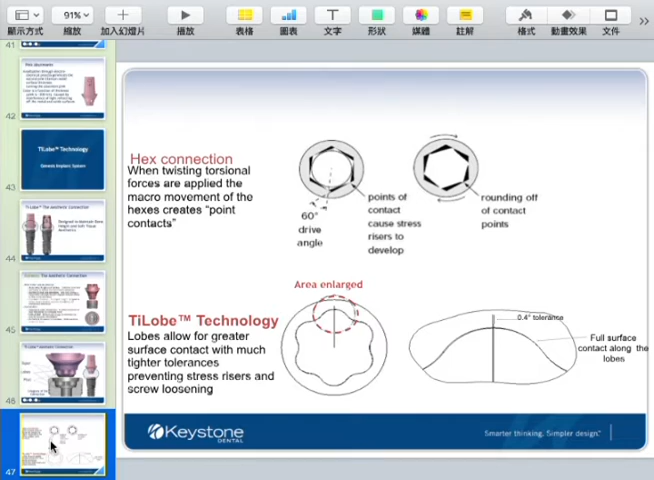 91%
顯示方式
縮放
加入幻燈片
播放
表格
圖表
文字
形狀
媒體
註解
格式
動畫效果
文件
41
42
TiLobe™ Technology
Genesis Implant System
43
44
45
46
47
Hex connection
When twisting torsional
forces are applied the
macro movement of the
hexes creates "point
contacts"
60°
drive
angle
points of
contact
cause stress
risers to
develop
rounding off
of contact
points
Area enlarged
TiLobe™ Technology
Lobes allow for greater
surface contact with much
tighter tolerances
preventing stress risers and
screw loosening
0.4° tolerance
Full surface
contact along the
lobes
Keystone
DENTAL
Smarter thinking. Simpler design.™